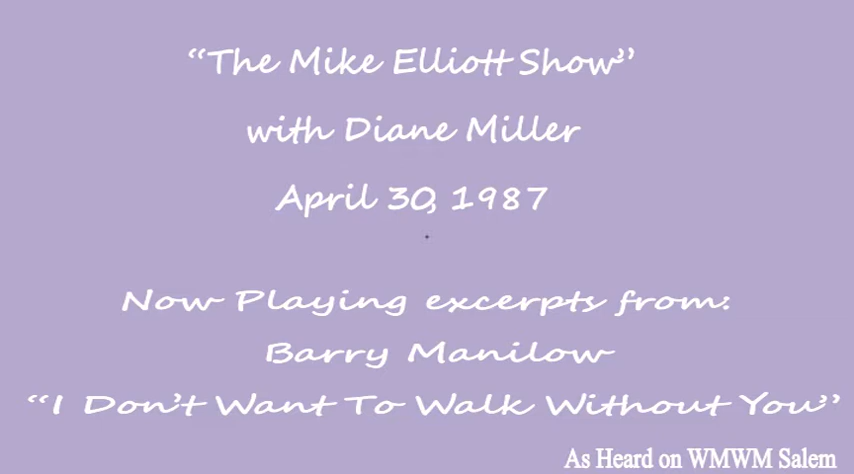 “The Mike Elliott Show”
with Diane Miller
April 30, 1987
Now Playing excerpts from:
Barry Manilow
“I Don’t Want To Walk Without You”
As Heard on WMWM Salem